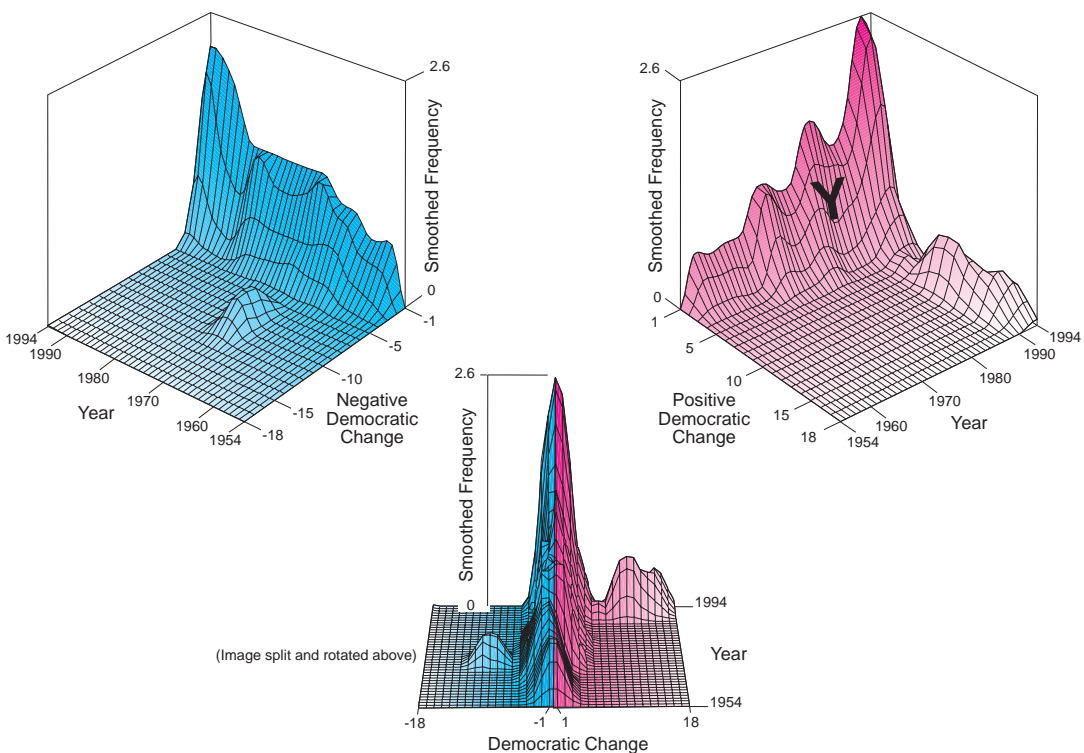 2.6
Smoothed Frequency
0
-1
-5
-10
-15
-18
Negative
Democratic
Change
1994
1990
1980
1970
1960
1954
Year
2.6
Smoothed Frequency
0
1
5
10
15
18
Positive
Democratic
Change
Y
1994
1990
1980
1970
1960
1954
Year
2.6
Smoothed Frequency
0
(Image split and rotated above)
1994
Year
1954
-18
-1
1
18
Democratic Change